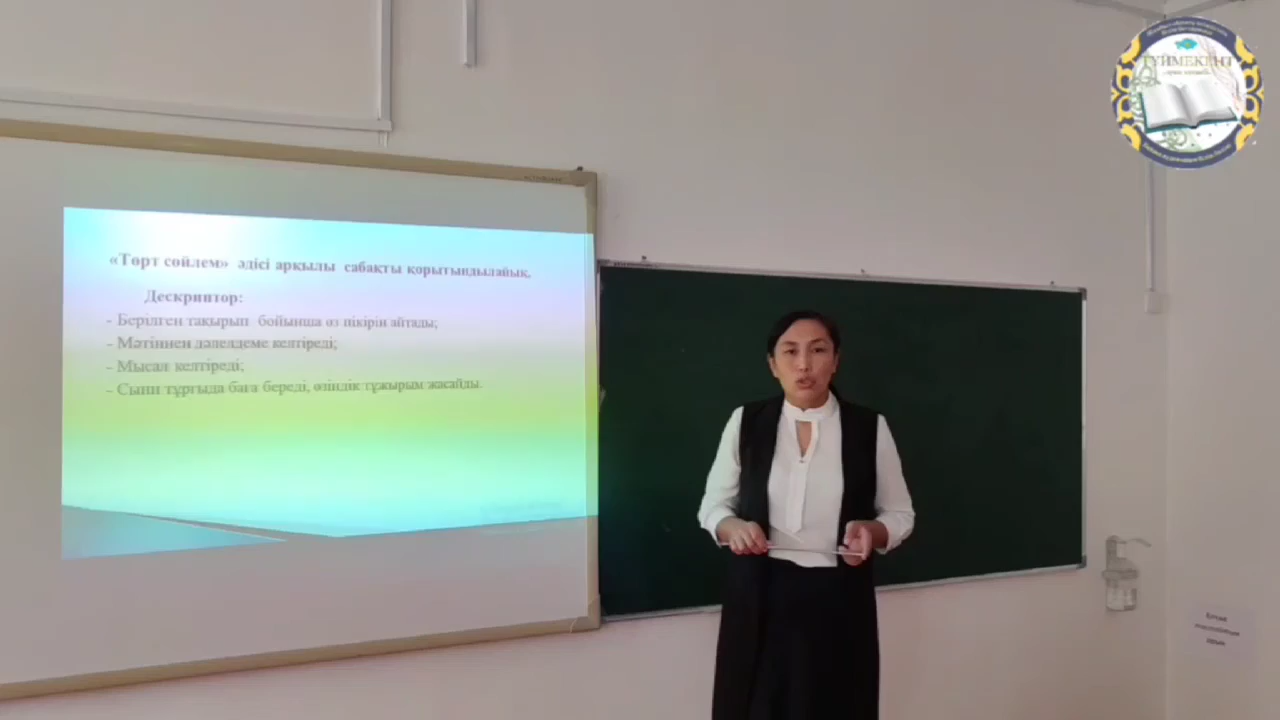 «Төрт сөйлем» әдісі арқылы сабақты қорытындылайық.
Дескриптор:
- Берілген тақырып бойынша өз пікірін айтады;
- Мәтіннен дәлелдеме келтіреді;
- Мысал келтіреді;
- Сыни тұрғыда баға береді, өзіндік тұжырым жасайды.
ТҮЙМЕКЕНТ